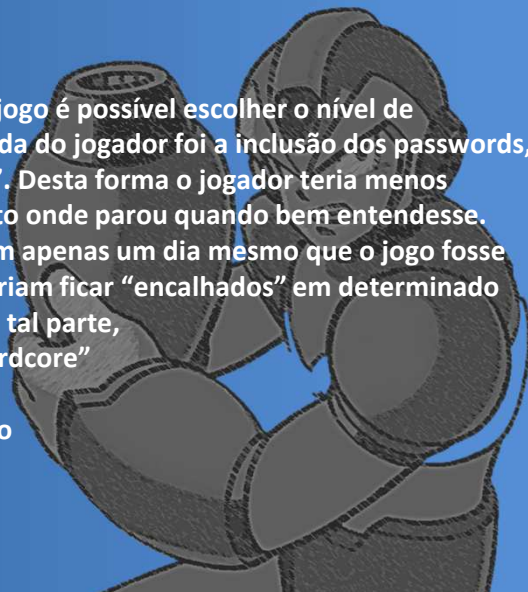 jogo é possível escolher o nível de
da do jogador foi a inclusão dos passwords,
”. Desta forma o jogador teria menos
to onde parou quando bem entendesse.
m apenas um dia mesmo que o jogo fosse
riam ficar “encalhados” em determinado
tal parte,
rdcore”
o